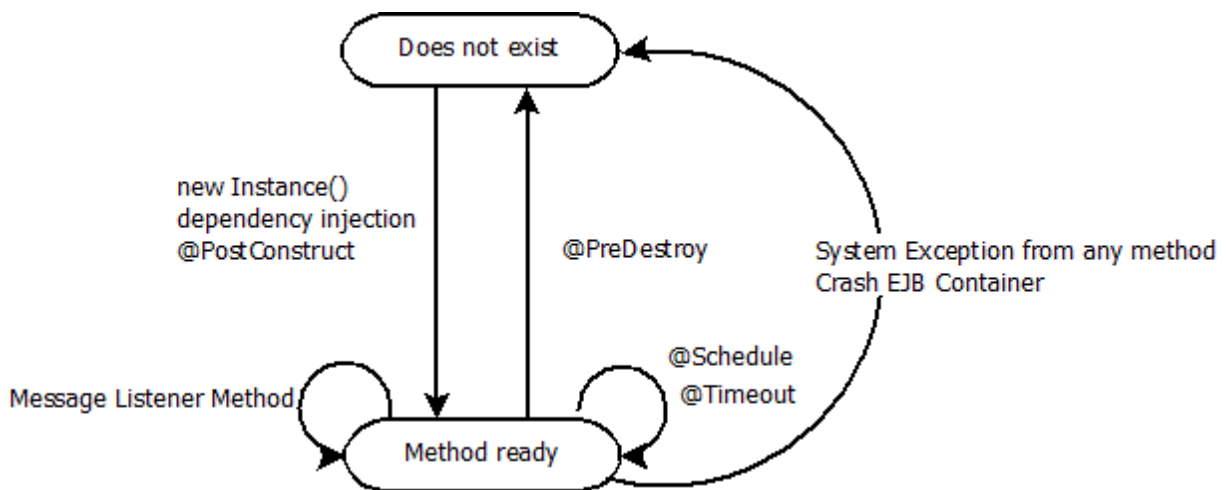 Does not exist
new Instance()
dependency injection
@PostConstruct
@PreDestroy
System Exception from any method
Crash EJB Container
@Schedule
@Timeout
Message Listener Method
Method ready